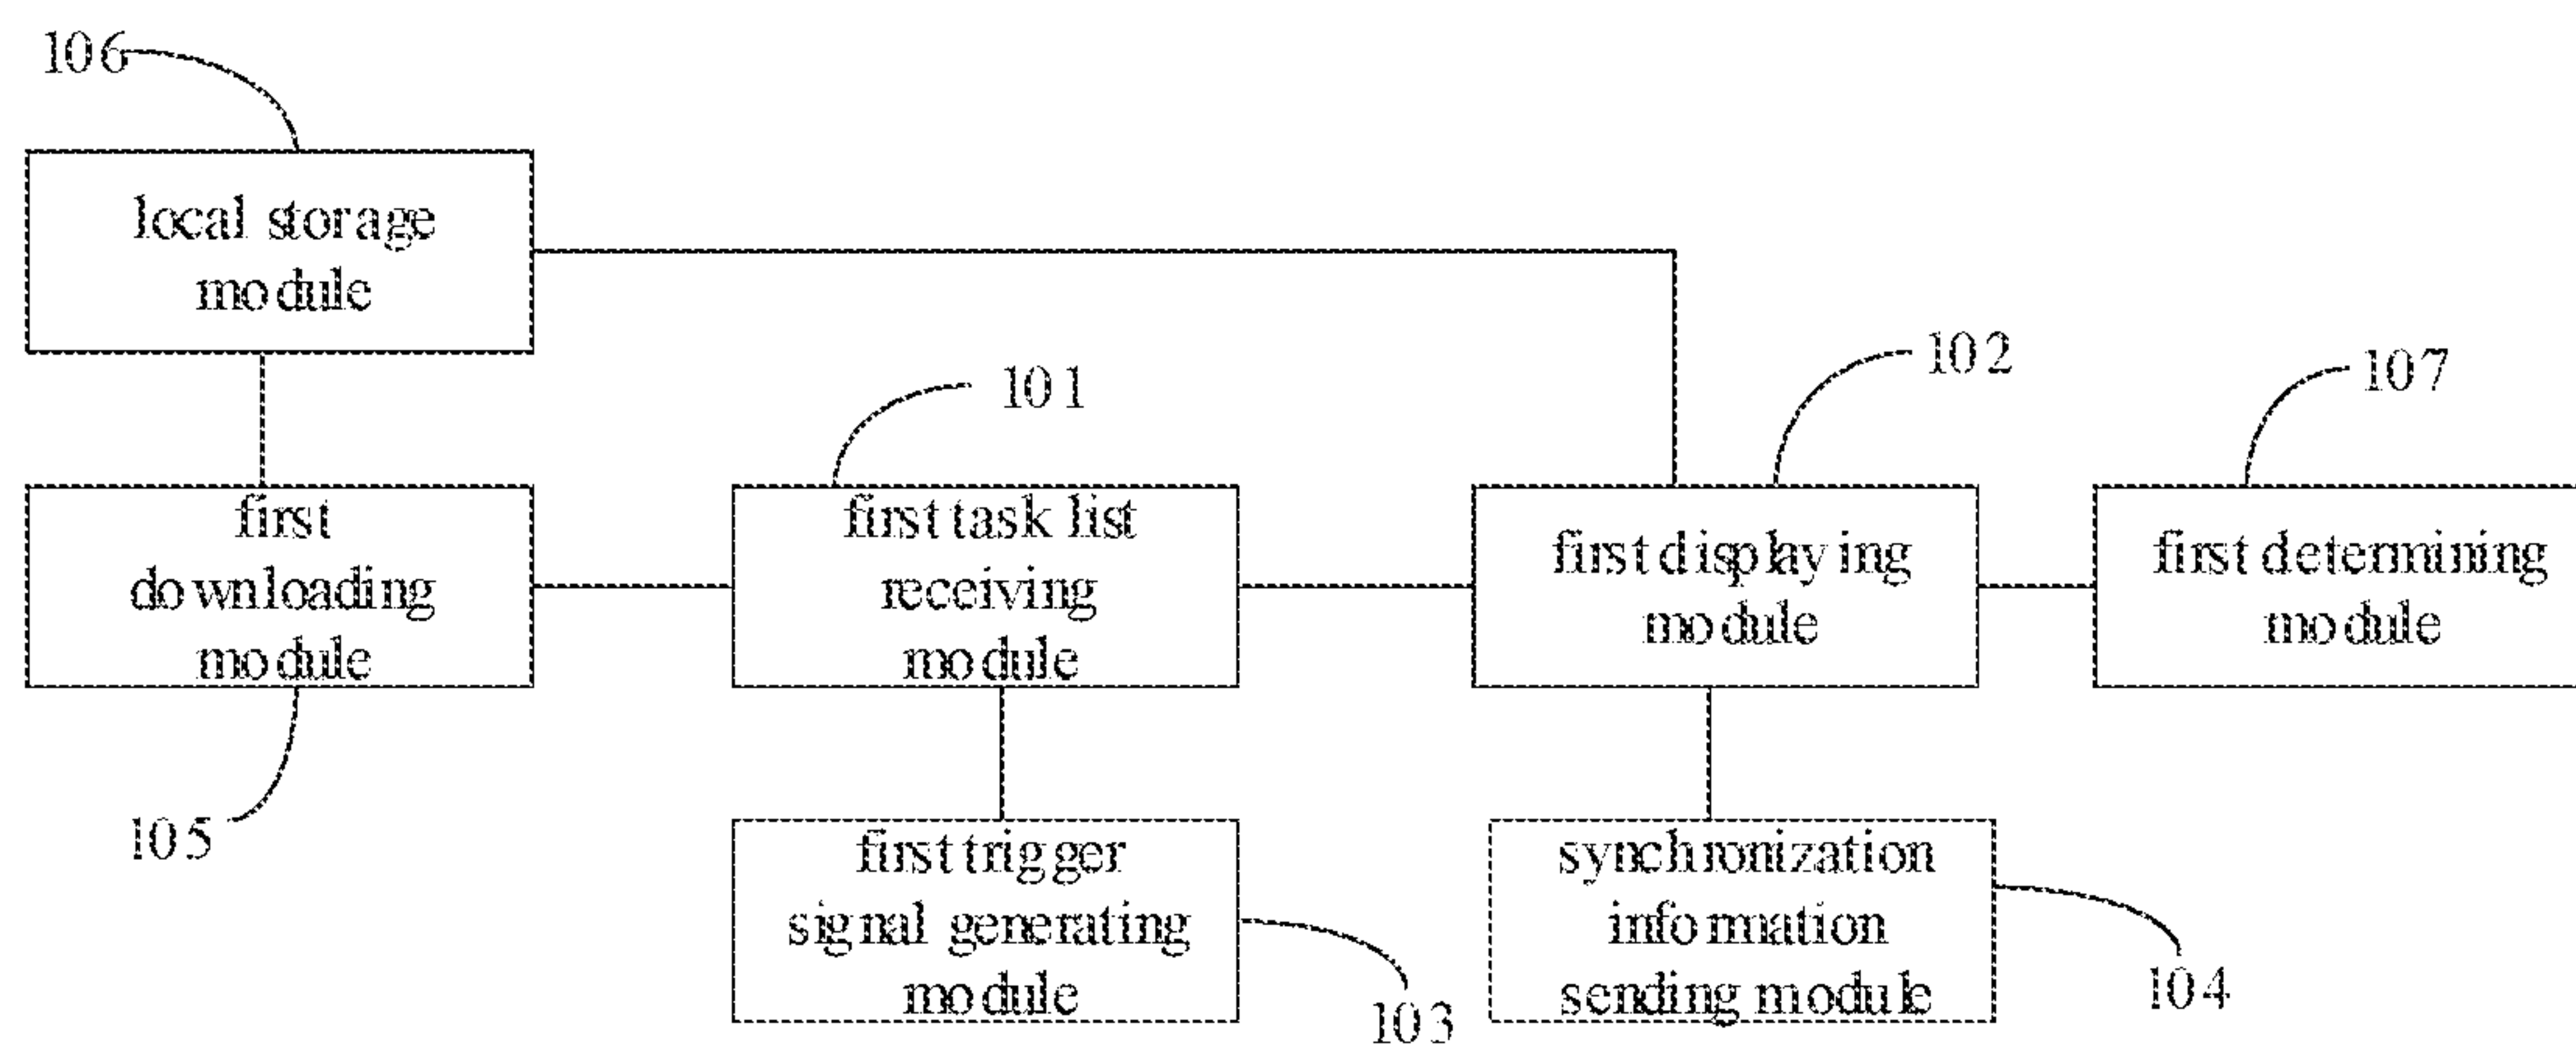 106
local storage
module
101
102
107
first
downloading
module
first task list
receiving
module
first displaying
module
first determining
module
105
first trigger
signal generating
module
103
synchronization
information
sending module
104